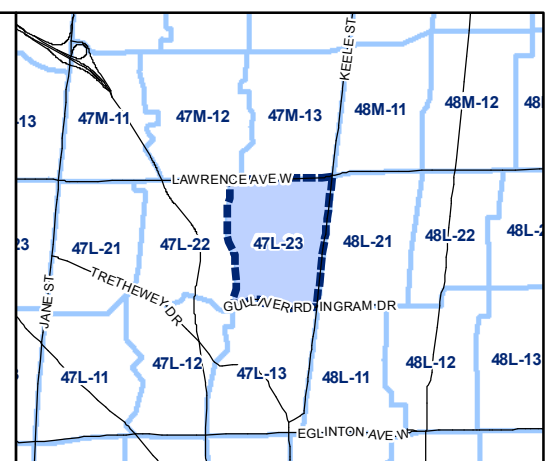 KEELE ST
47M-11
47M-12
47M-13
48M-11
48M-12
48
-13
LAWRENCE AVE W
23
47L-21
47L-22
47L-23
48L-21
48L-22
48L-2
JANE ST
TRETHEWEY DR
GULLIVER RD
INGRAM DR
47L-11
47L-12
47L-13
48L-11
48L-12
48L-13
EGLINTON AVE W